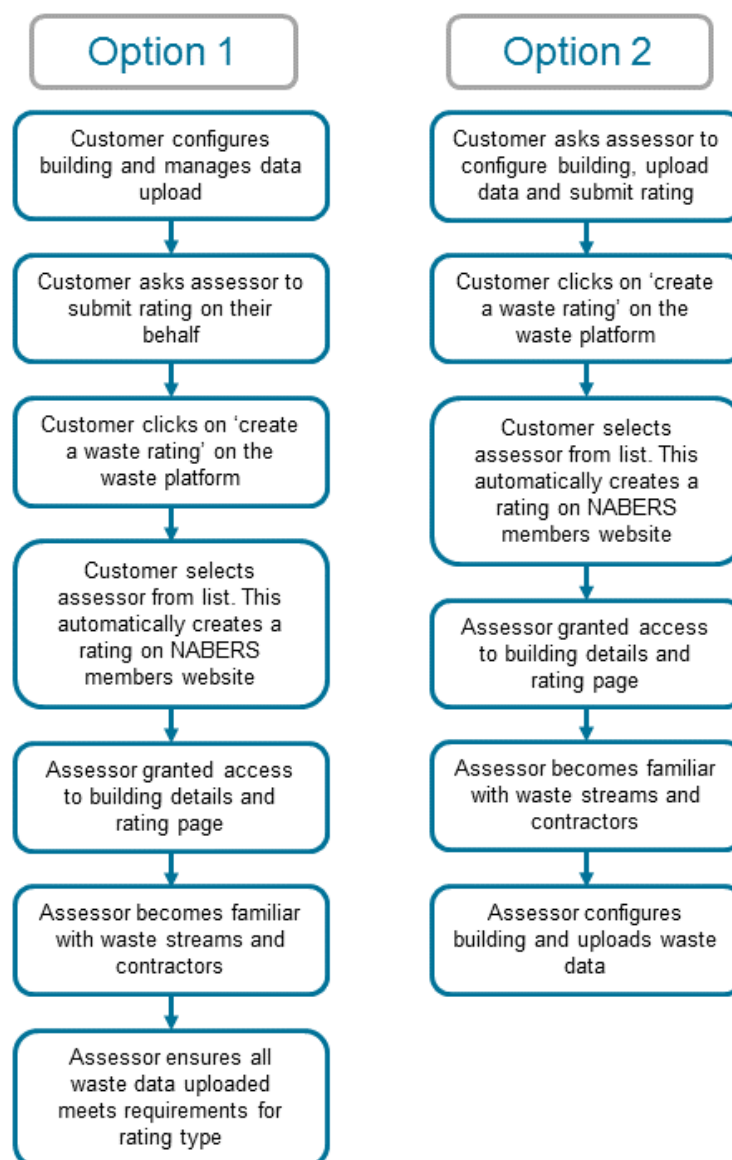 Option 1
Customer configures
building and manages data
upload
Customer asks assessor to
submit rating on their
behalf
Customer clicks on ‘create
a waste rating’ on the
waste platform
Customer selects
assessor from list. This
automatically creates a
rating on NABERS
members website
Assessor granted access
to building details and
rating page
Assessor becomes familiar
with waste streams and
contractors
Assessor ensures all
waste data uploaded
meets requirements for
rating type
Option 2
Customer asks assessor to
configure building, upload
data and submit rating
Customer clicks on ‘create
a waste rating’ on the
waste platform
Customer selects
assessor from list. This
automatically creates a
rating on NABERS
members website
Assessor granted access
to building details and
rating page
Assessor becomes familiar
with waste streams and
contractors
Assessor configures
building and uploads waste
data